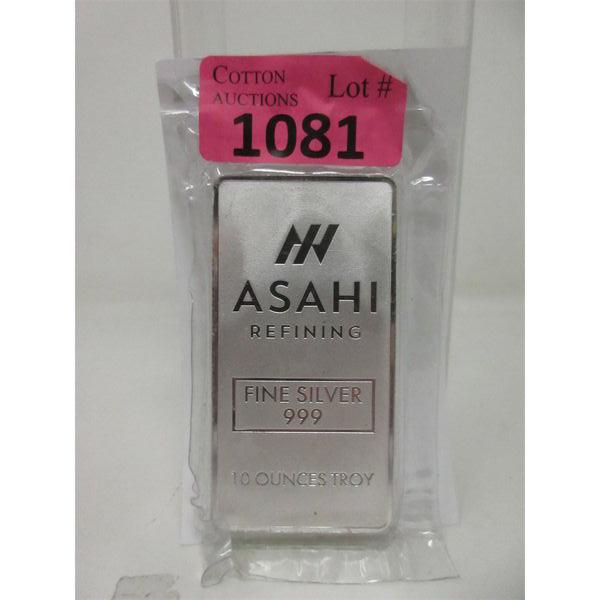 COTTON
AUCTIONS
Lot #
1081
ASAHI
REFINING
FINE SILVER
999
10 OUNCES TROY